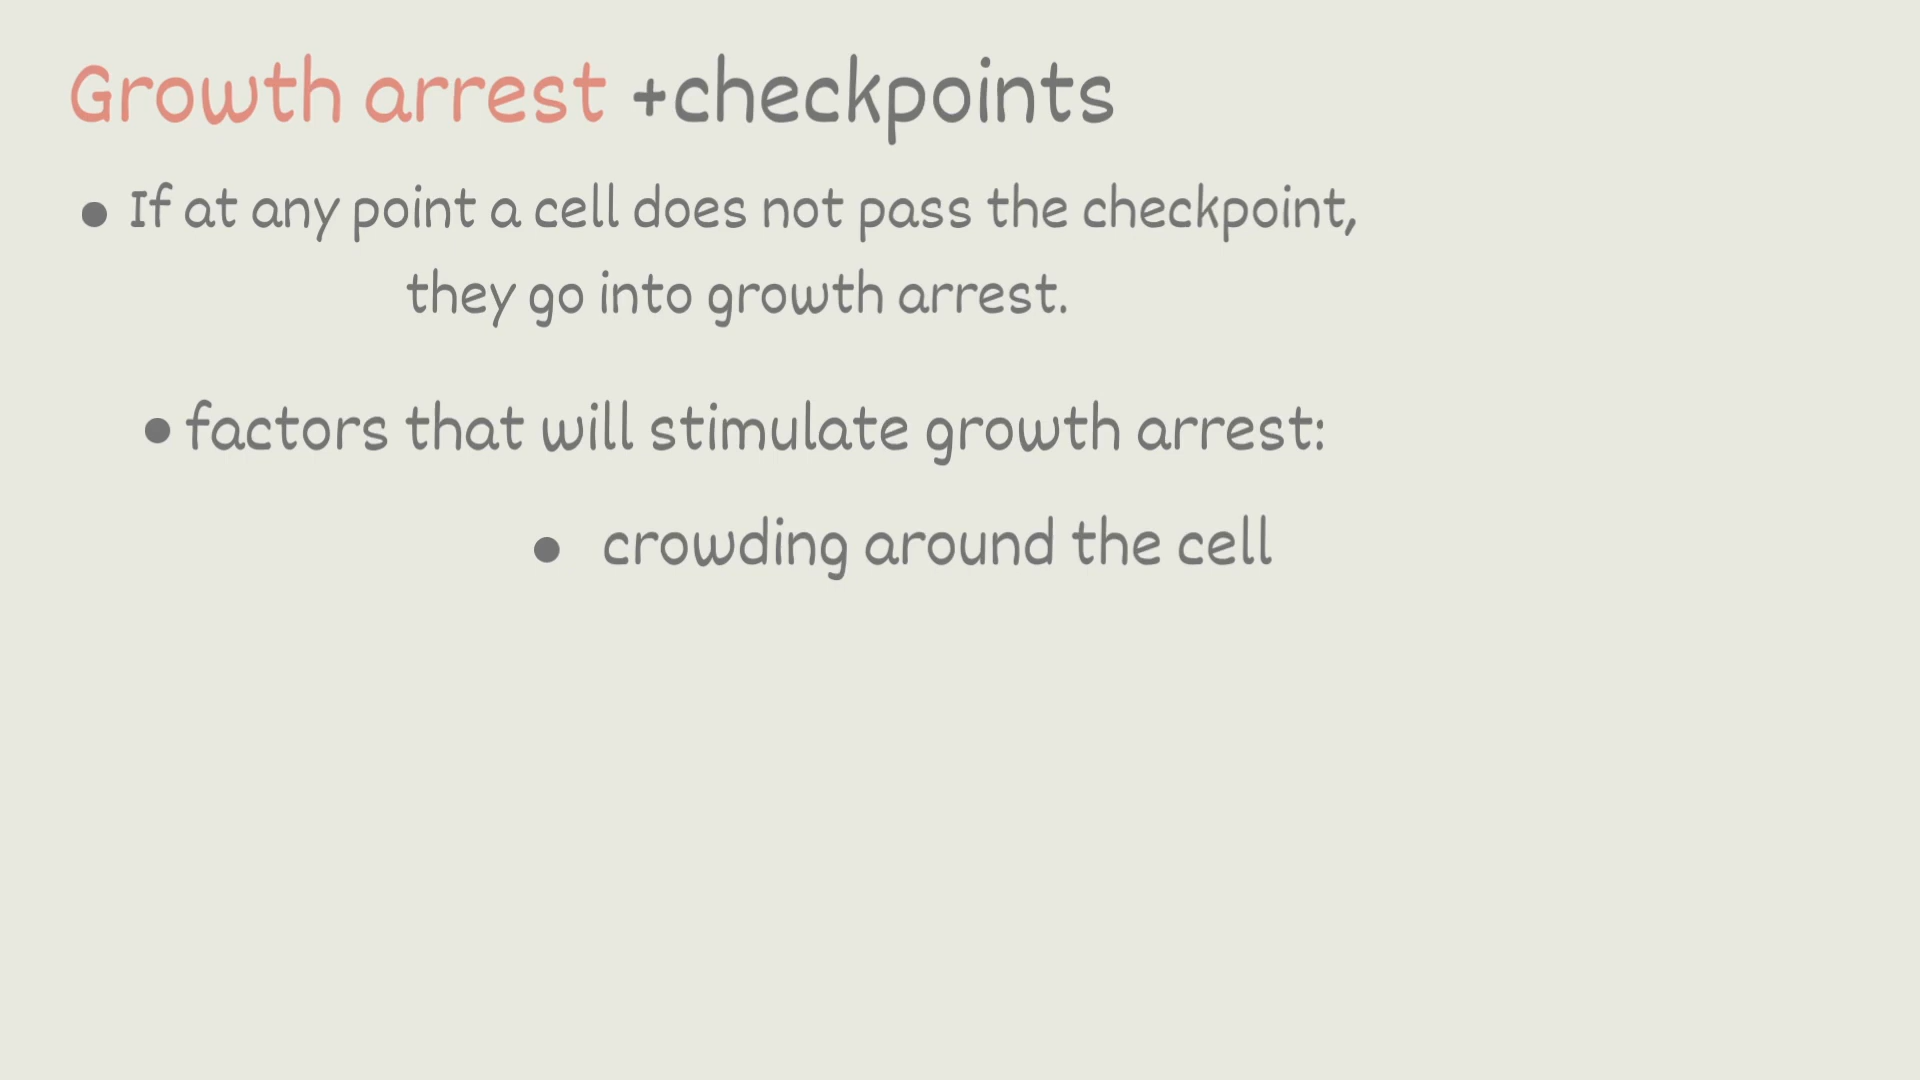 Growth arrest +checkpoints
• If at any point a cell does not pass the checkpoint,
they go into growth arrest.
• factors that will stimulate growth arrest:
• crowding around the cell